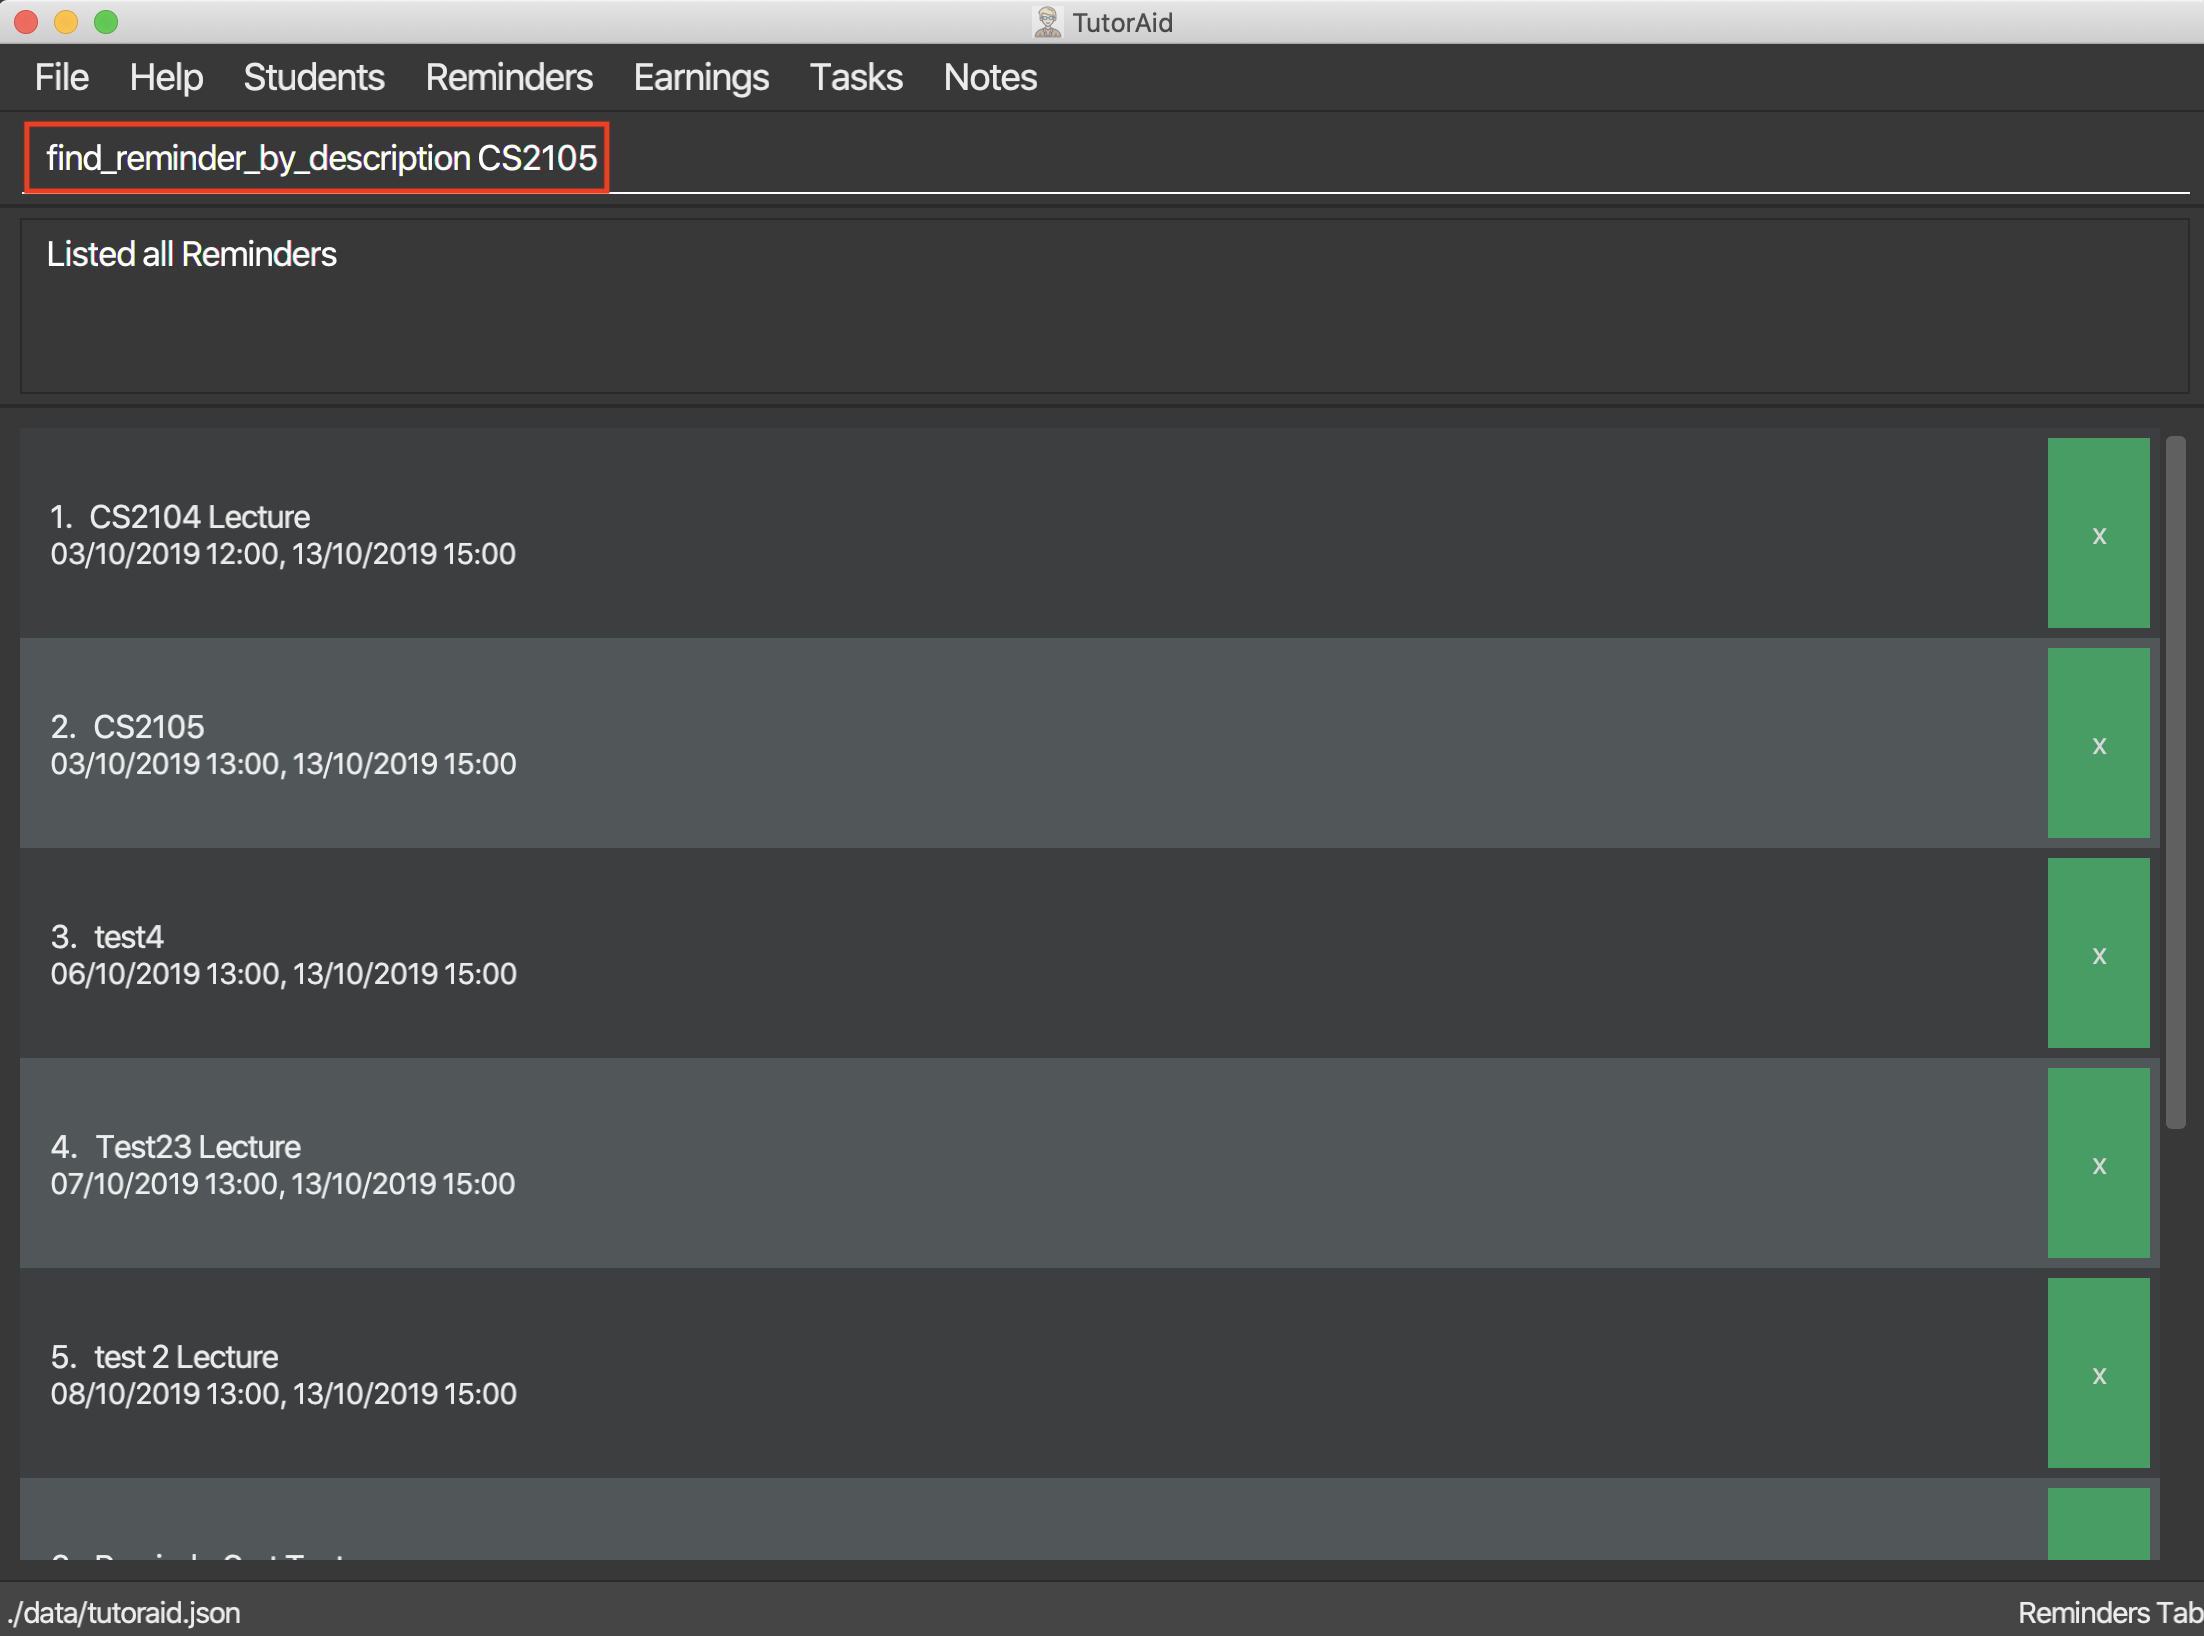 TutorAid
File Help Students Reminders Earnings Tasks Notes
find_reminder_by_description CS2105
Listed all Reminders
1. CS2104 Lecture
03/10/2019 12:00, 13/10/2019 15:00
x
2. CS2105
03/10/2019 13:00, 13/10/2019 15:00
x
3. test4
06/10/2019 13:00, 13/10/2019 15:00
x
4. Test23 Lecture
07/10/2019 13:00, 13/10/2019 15:00
x
5. test 2 Lecture
08/10/2019 13:00, 13/10/2019 15:00
x
./data/tutoraid.json
Reminders Tab